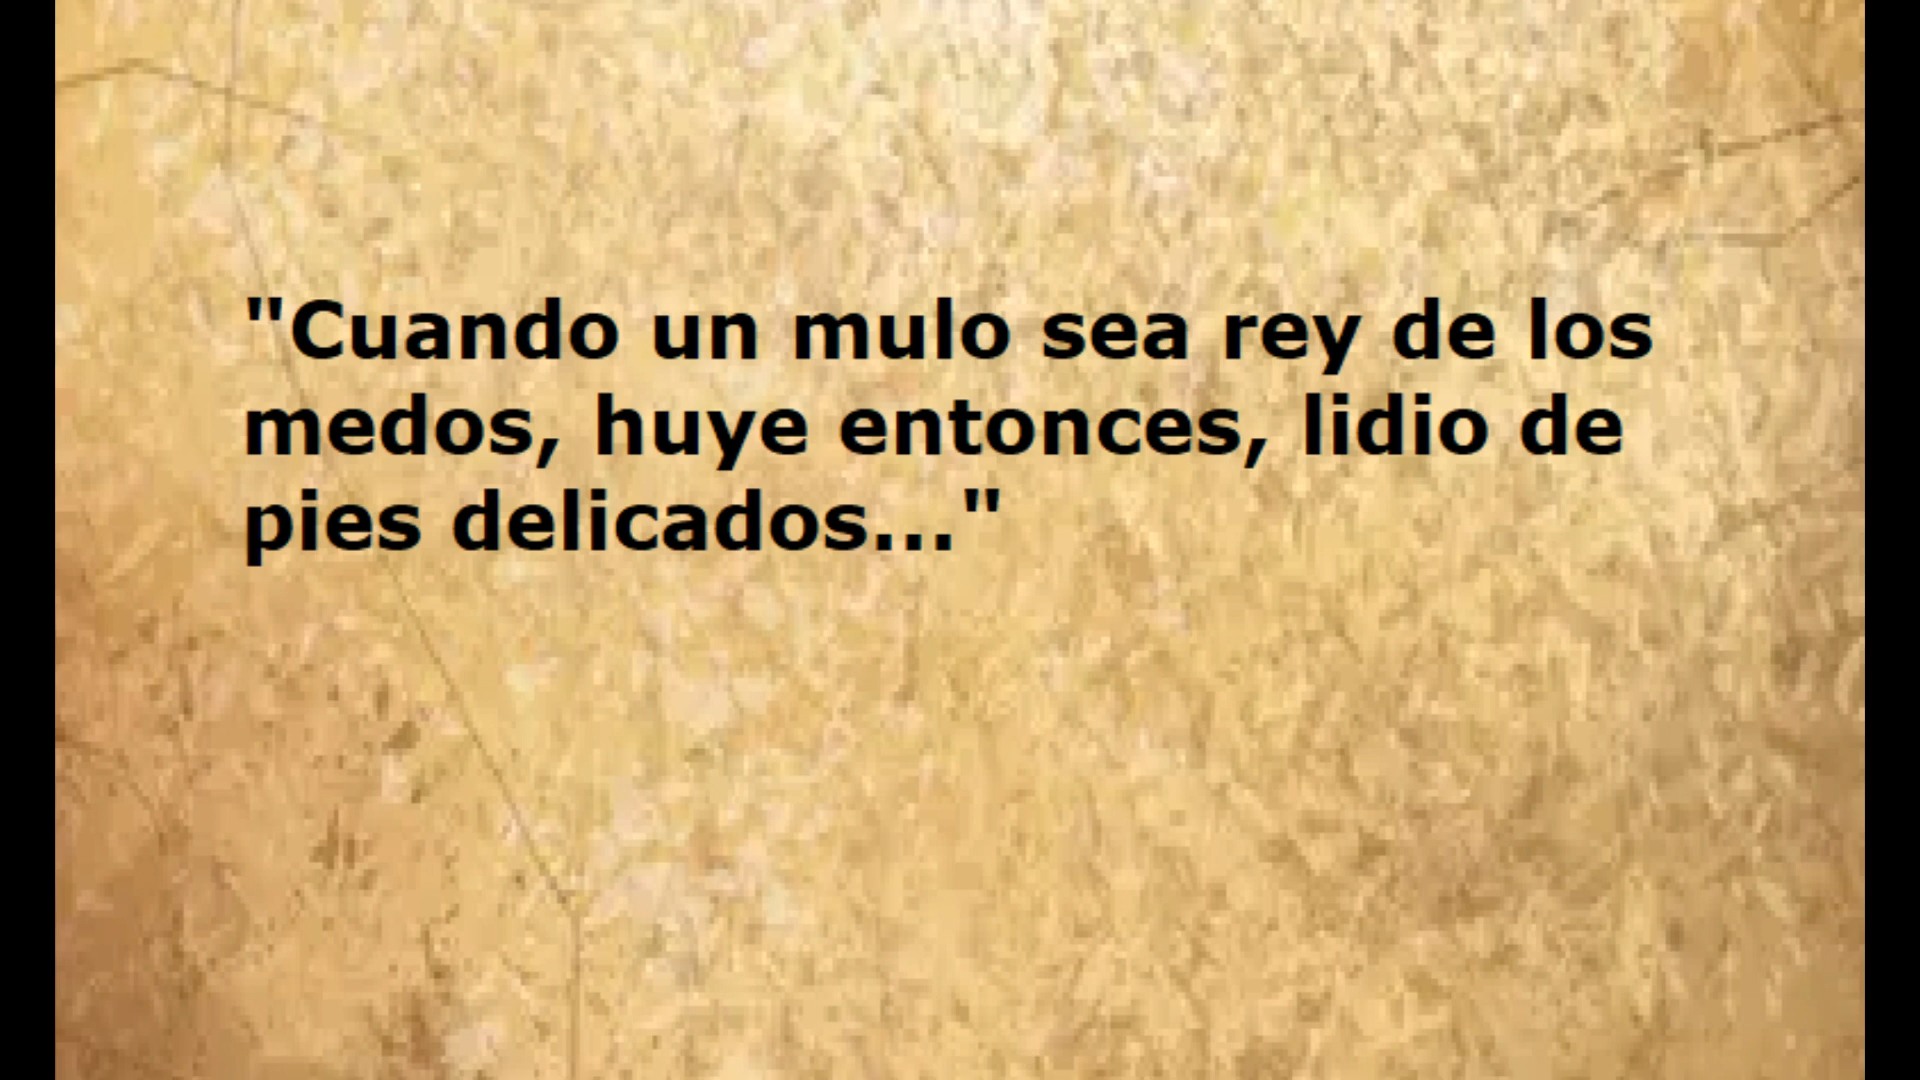 "Cuando un mulo sea rey de los
medos, huye entonces, lidio de
pies delicados..."